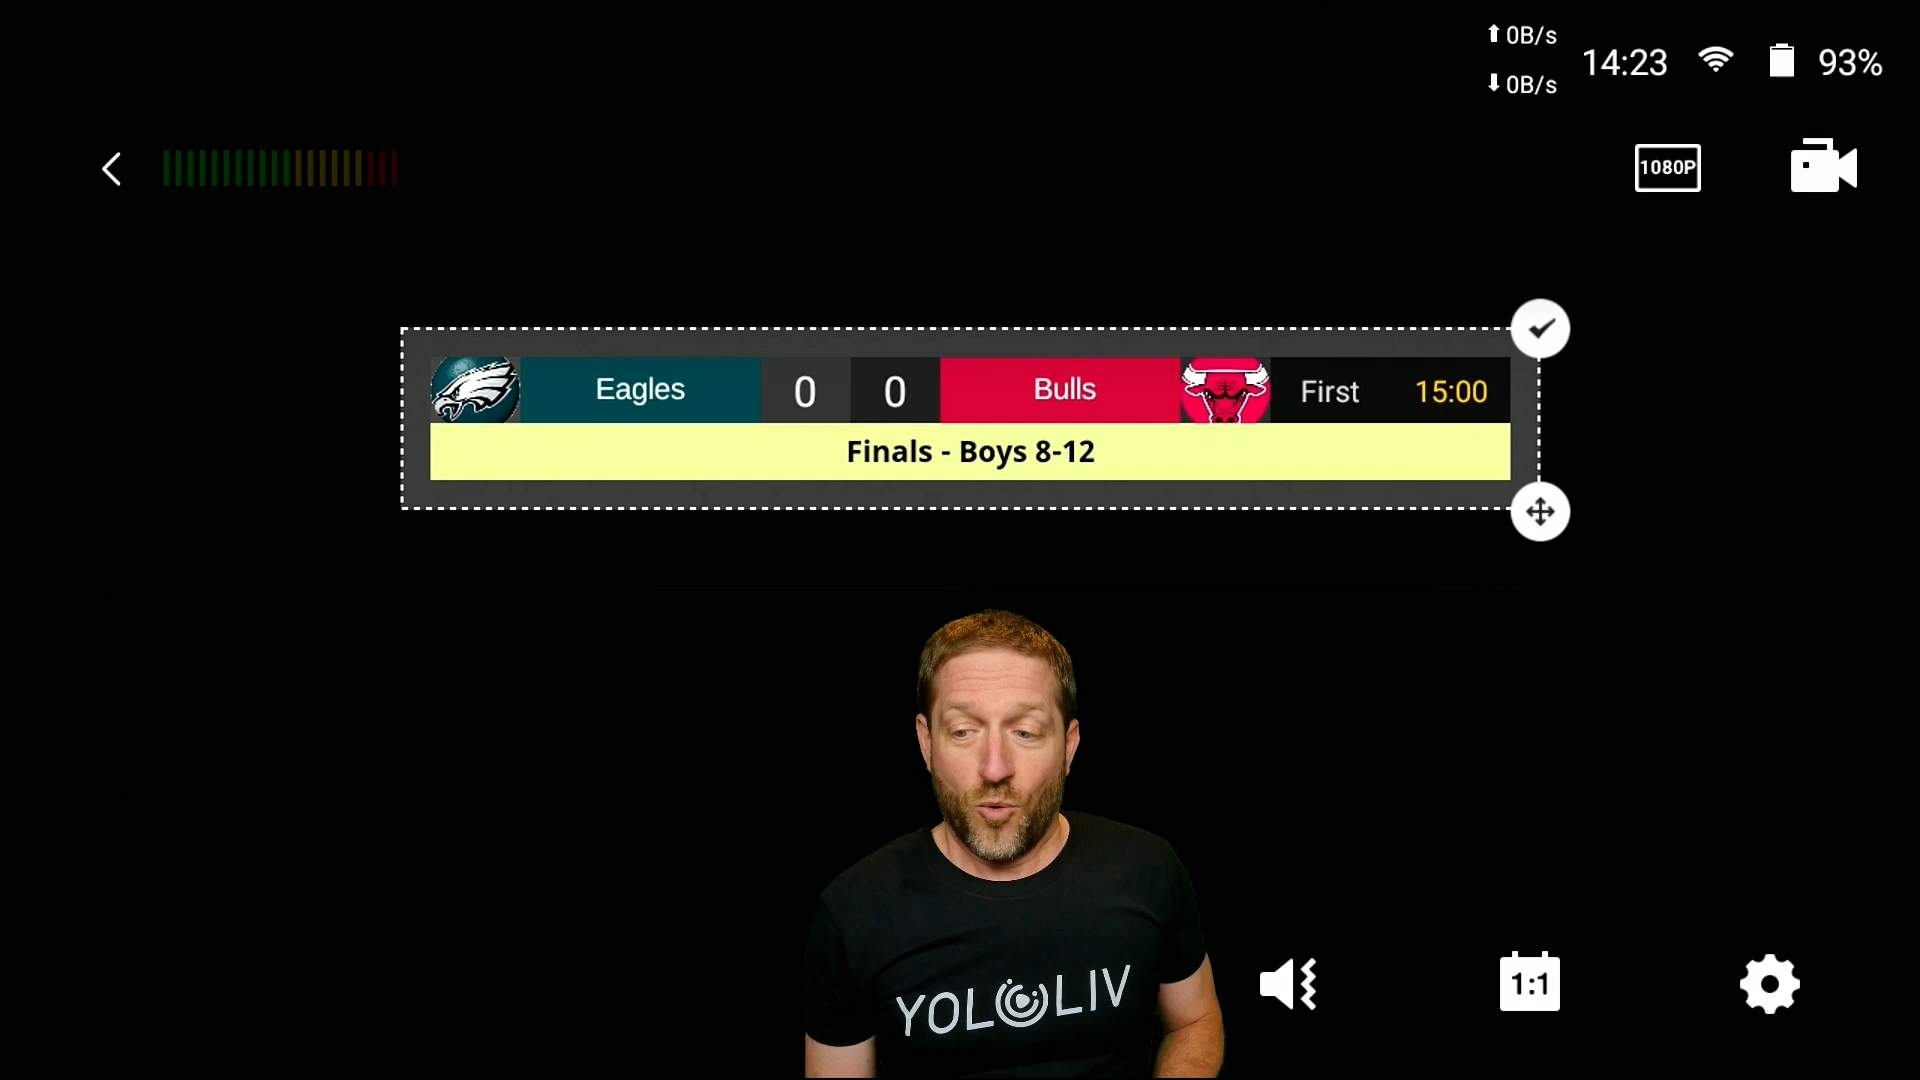 0B/s
0B/s
14:23
93%
1080P
Eagles 0 0 Bulls First 15:00
Finals - Boys 8-12
YOLOLIV
1:1